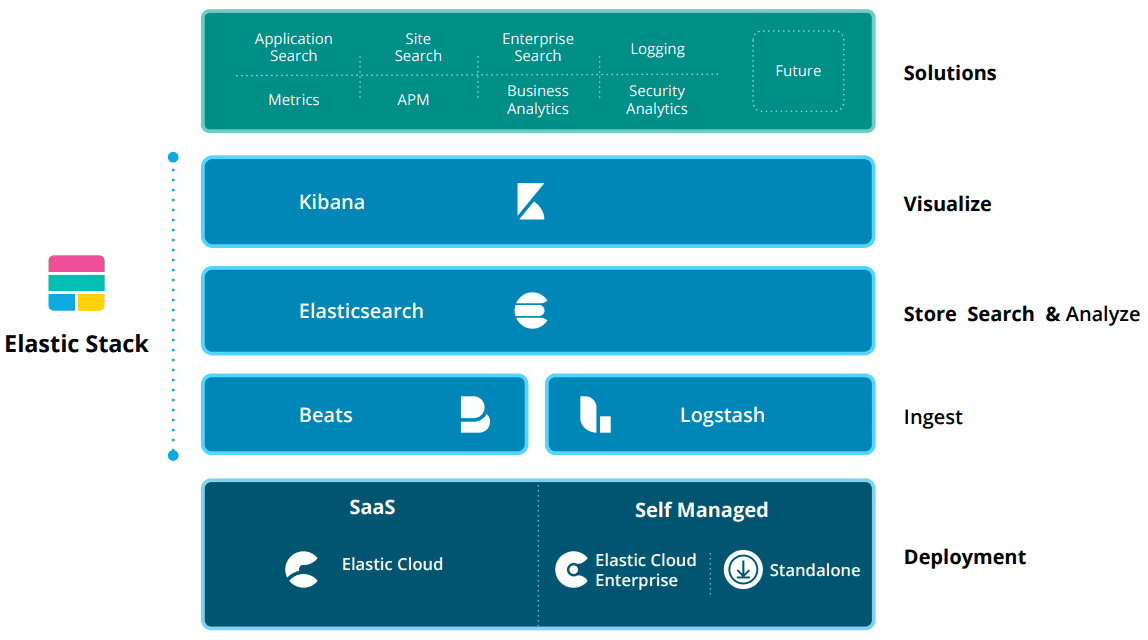 Application
Search
Site
Search
Enterprise
Search
Logging
Future
Metrics
APM
Business
Analytics
Security
Analytics
Solutions
Kibana
Visualize
Elastic Stack
Elasticsearch
Store Search & Analyze
Beats
Logstash
Ingest
SaaS
Self Managed
Elastic Cloud
Elastic Cloud
Enterprise
Standalone
Deployment